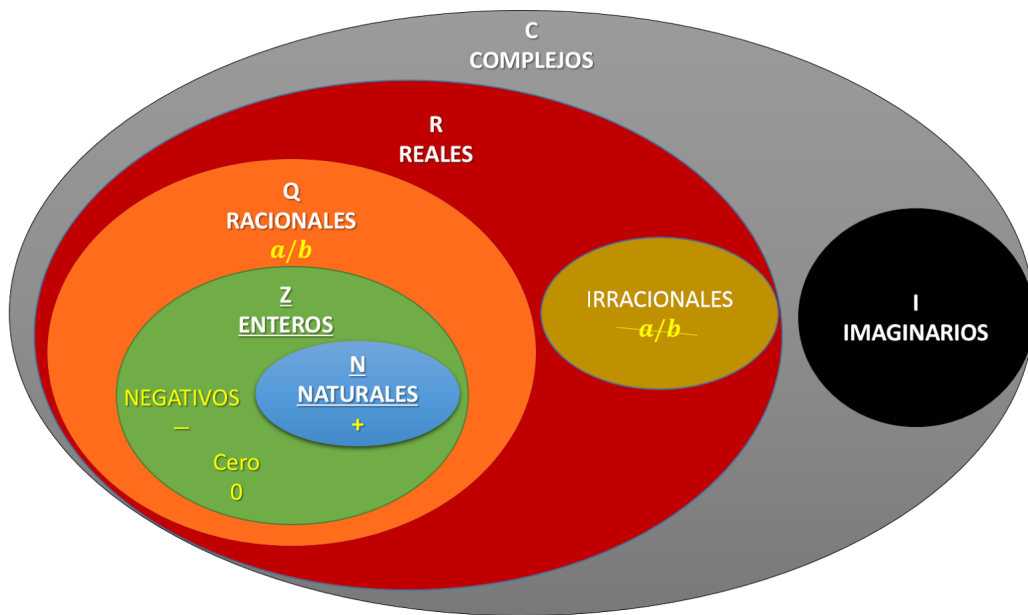 C
COMPLEJOS
R
REALES
Q
RACIONALES
a/b
Z
ENTEROS
N
NATURALES
+
NEGATIVOS
—
Cero
0
IRRACIONALES
a/b
I
IMAGINARIOS